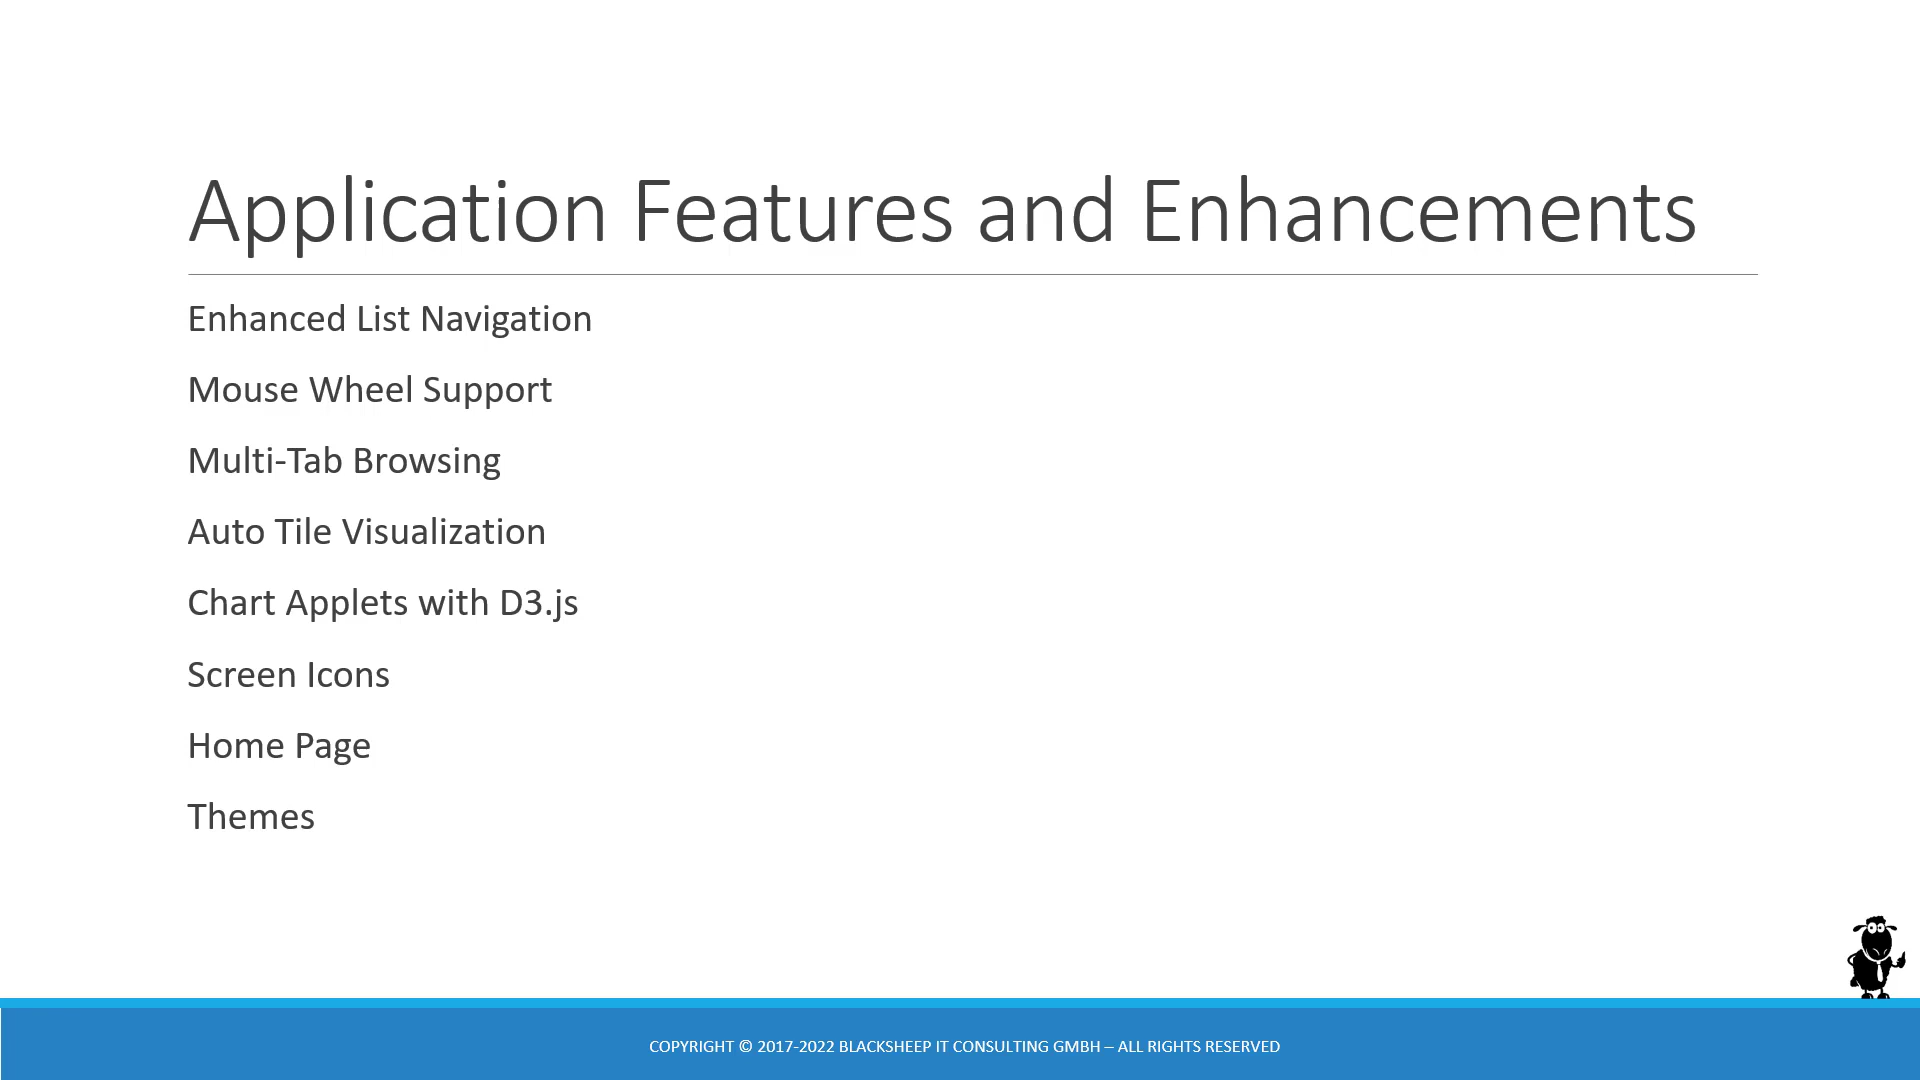 Application Features and Enhancements
Enhanced List Navigation
Mouse Wheel Support
Multi-Tab Browsing
Auto Tile Visualization
Chart Applets with D3.js
Screen Icons
Home Page
Themes
COPYRIGHT © 2017-2022 BLACKSHEEP IT CONSULTING GMBH – ALL RIGHTS RESERVED